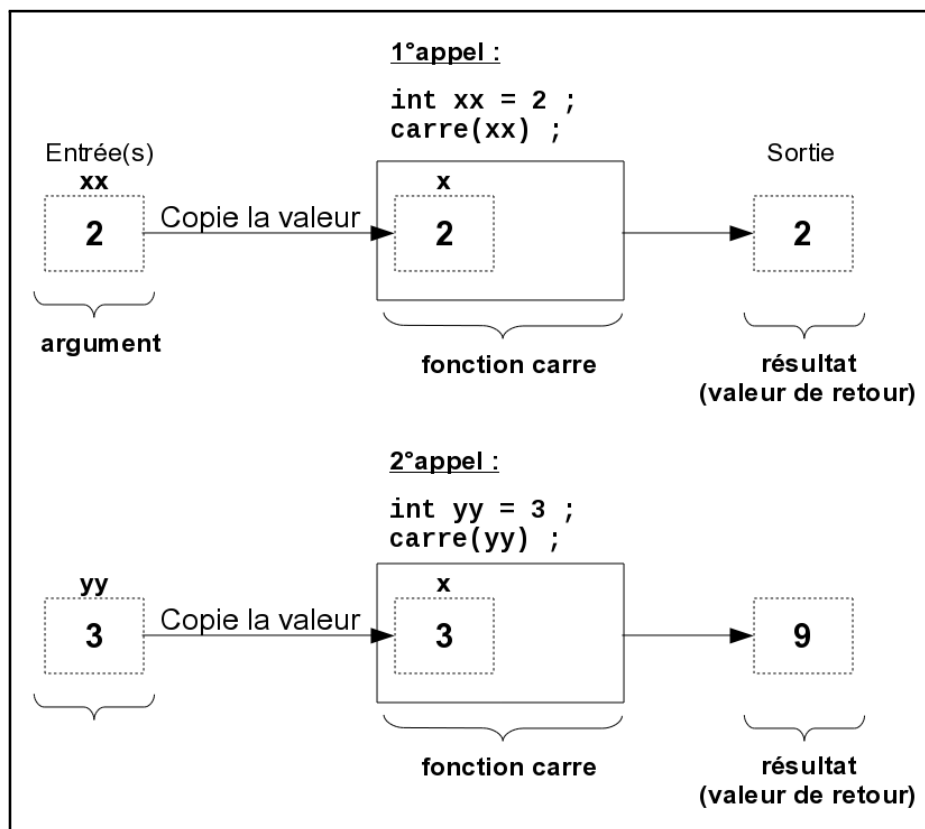 1°appel :
int xx = 2 ;
carre(xx) ;
Entrée(s)
Sortie
xx
x
2
Copie la valeur
2
2
argument
fonction carre
résultat
(valeur de retour)
2°appel :
int yy = 3 ;
carre(yy) ;
yy
x
3
Copie la valeur
3
9
fonction carre
résultat
(valeur de retour)